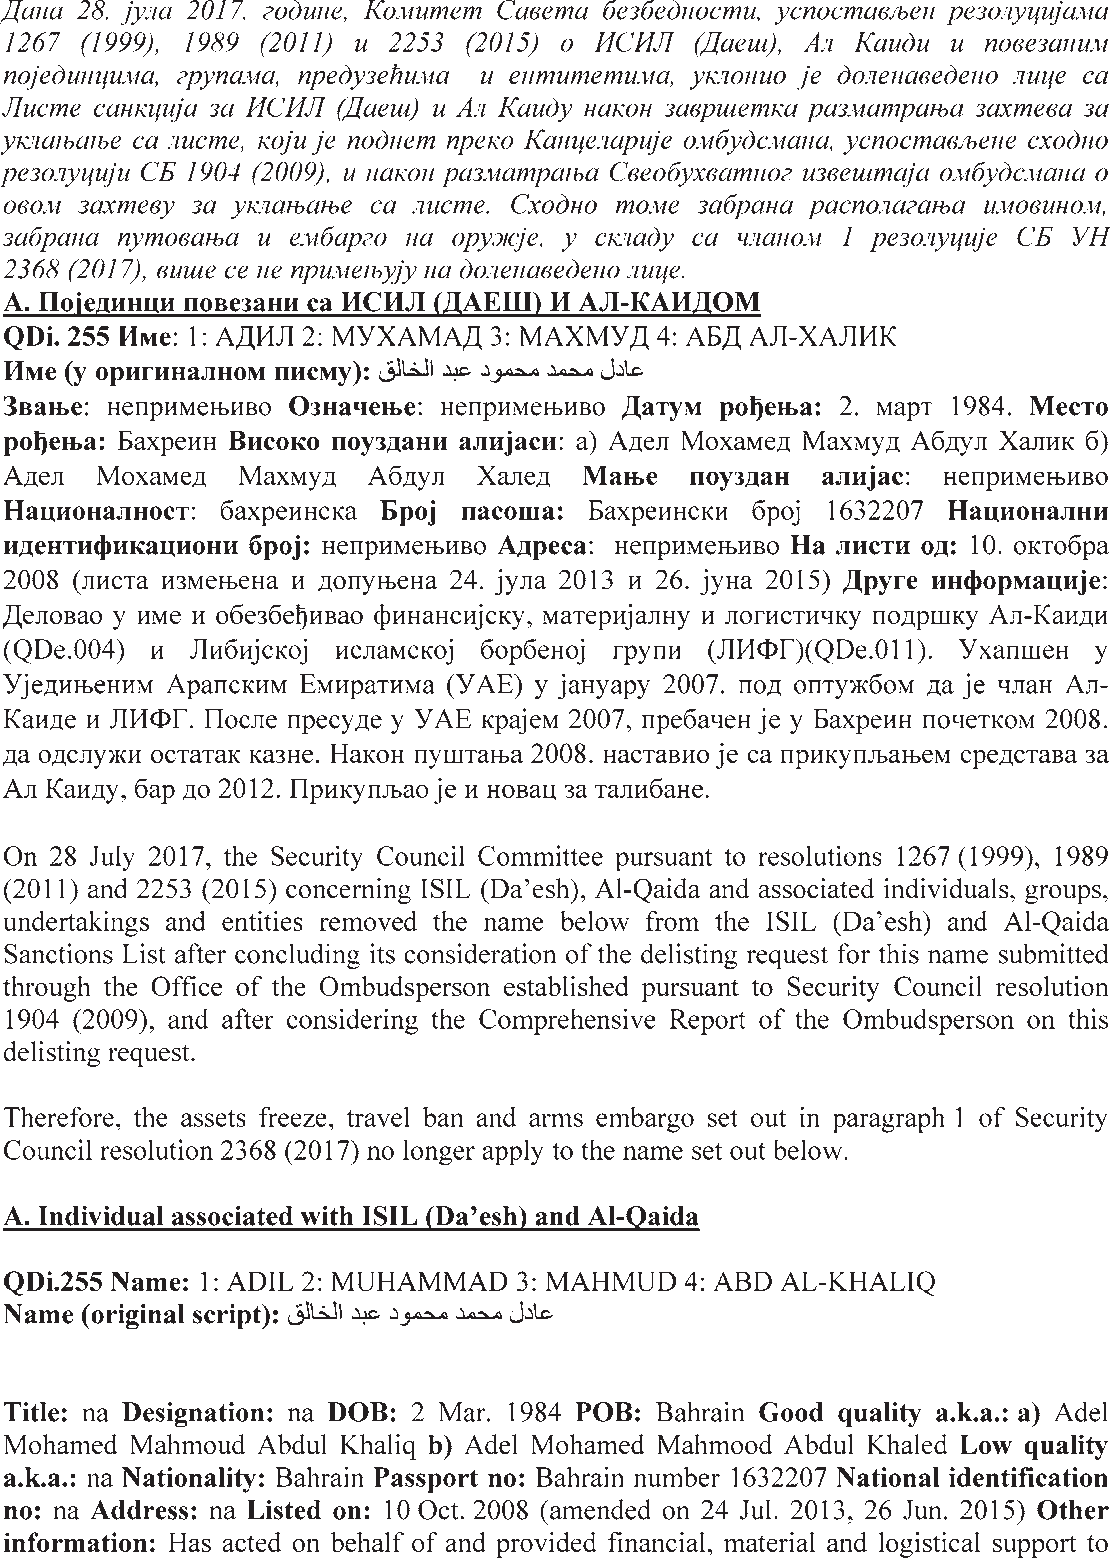 Дана 28. јула 2017. године, Комитет Савета безбедности, успостављен резолуцијама
1267 (1999), 1989 (2011) и 2253 (2015) о ИСИЛ (Даеш), Ал Каиди и повезаним
појединцима, групама, предузећима и ентитетима, уклонио је доленаведено лице са
Листе санкција за ИСИЛ (Даеш) и Ал Каиду након завршетка разматрања захтева за
уклањање са листе, који је поднет преко Канцеларије омбудсмана, успостављене сходно
резолуцији СБ 1904 (2009), и након разматрања Свеобухватног извештаја омбудсмана о
овом захтеву за уклањање са листе. Сходно томе забрана располагања имовином,
забрана путовања и ембарго на оружје, у складу са чланом 1 резолуције СБ УН
2368 (2017), више се не примењују на доленаведено лице.
А. Појединци повезани са ИСИЛ (ДАЕШ) И АЛ-КАИДОМ
QDi. 255 Име: 1: АДИЛ 2: МУХАМАД 3: МАХМУД 4: АБД АЛ-ХАЛИК
Име (у оригиналном писму): عادل محمد محمود عبد الخالق
Звање: непримењиво Означење: непримењиво Датум рођења: 2. март 1984. Место
рођења: Бахреин Високо поуздани алијаси: а) Адел Мохамед Махмуд Абдул Халик б)
Адел Мохамед Махмуд Абдул Халед Мање поуздан алијас: непримењиво
Националност: бахреинска Број пасоша: Бахреински број 1632207 Национални
идентификациони број: непримењиво Адреса: непримењиво На листи од: 10. октобра
2008 (листа измењена и допуњена 24. јула 2013 и 26. јуна 2015) Друге информације:
Деловао у име и обезбеђивао финансијску, материјалну и логистичку подршку Ал-Каиди
(QDe.004) и Либијској исламској борбеној групи (ЛИФГ)(QDe.011). Ухапшен у
Уједињеним Арапским Емиратима (УАЕ) у јануару 2007. под оптужбом да је члан Ал-
Каиде и ЛИФГ. После пресуде у УАЕ крајем 2007, пребачен је у Бахреин почетком 2008.
да одслужи остатак казне. Након пуштања 2008. наставио је са прикупљањем средстава за
Ал Каиду, бар до 2012. Прикупљао је и новац за талибане.
On 28 July 2017, the Security Council Committee pursuant to resolutions 1267 (1999), 1989
(2011) and 2253 (2015) concerning ISIL (Da’esh), Al-Qaida and associated individuals, groups,
undertakings and entities removed the name below from the ISIL (Da’esh) and Al-Qaida
Sanctions List after concluding its consideration of the delisting request for this name submitted
through the Office of the Ombudsperson established pursuant to Security Council resolution
1904 (2009), and after considering the Comprehensive Report of the Ombudsperson on this
delisting request.
Therefore, the assets freeze, travel ban and arms embargo set out in paragraph 1 of Security
Council resolution 2368 (2017) no longer apply to the name set out below.
A. Individual associated with ISIL (Da’esh) and Al-Qaida
QDi.255 Name: 1: ADIL 2: MUHAMMAD 3: MAHMUD 4: ABD AL-KHALIQ
Name (original script): عادل محمد محمود عبد الخالق
Title: na Designation: na DOB: 2 Mar. 1984 POB: Bahrain Good quality a.k.a.: a) Adel
Mohamed Mahmoud Abdul Khaliq b) Adel Mohamed Mahmood Abdul Khaled Low quality
a.k.a.: na Nationality: Bahrain Passport no: Bahrain number 1632207 National identification
no: na Address: na Listed on: 10 Oct. 2008 (amended on 24 Jul. 2013, 26 Jun. 2015) Other
information: Has acted on behalf of and provided financial, material and logistical support to